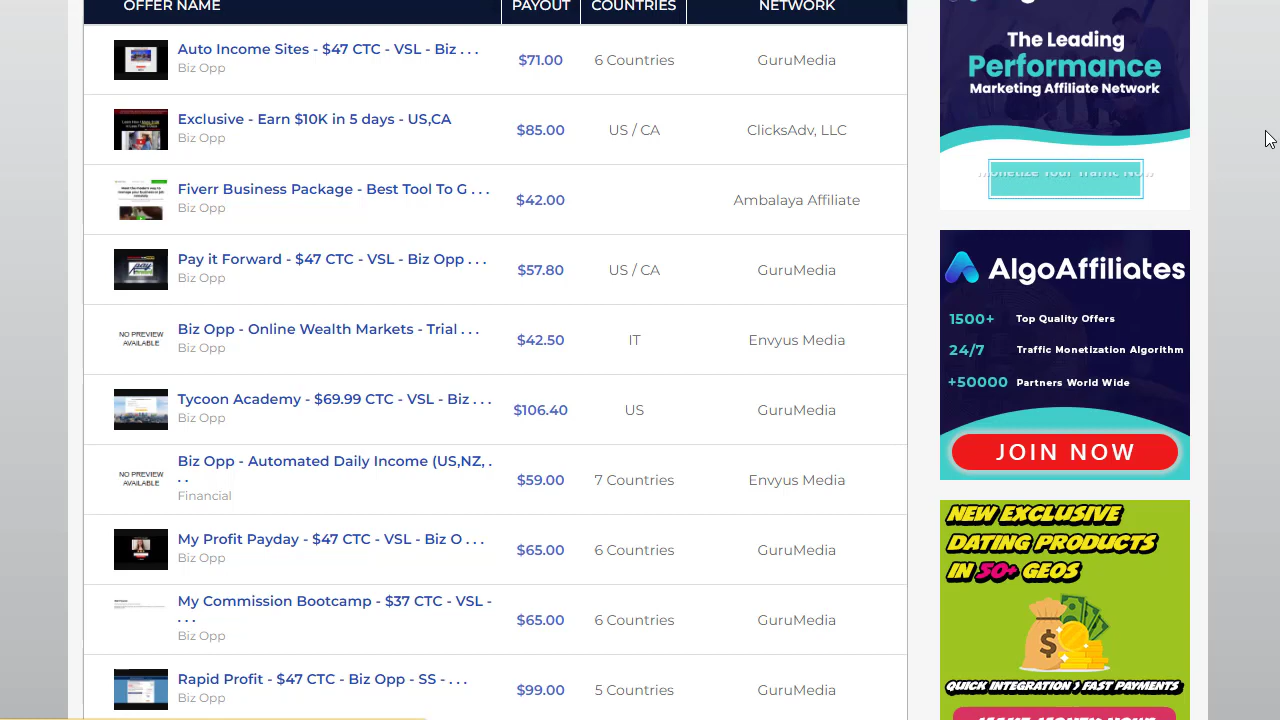 OFFER NAME PAYOUT COUNTRIES NETWORK
Auto Income Sites - $47 CTC - VSL - Biz . . .
Biz Opp
$71.00 6 Countries GuruMedia
Exclusive - Earn $10K in 5 days - US,CA
Biz Opp
$85.00 US / CA ClicksAdv, LLC
Fiverr Business Package - Best Tool To G . . .
Biz Opp
$42.00 Ambalaya Affiliate
Pay it Forward - $47 CTC - VSL - Biz Opp . . .
Biz Opp
$57.80 US / CA GuruMedia
NO PREVIEW
AVAILABLE
Biz Opp - Online Wealth Markets - Trial . . .
Biz Opp
$42.50 IT Envyus Media
Tycoon Academy - $69.99 CTC - VSL - Biz . . .
Biz Opp
$106.40 US GuruMedia
NO PREVIEW
AVAILABLE
Biz Opp - Automated Daily Income (US,NZ, .
. .
Financial
$59.00 7 Countries Envyus Media
My Profit Payday - $47 CTC - VSL - Biz O . . .
Biz Opp
$65.00 6 Countries GuruMedia
My Commission Bootcamp - $37 CTC - VSL -
. . .
Biz Opp
$65.00 6 Countries GuruMedia
Rapid Profit - $47 CTC - Biz Opp - SS - . . .
Biz Opp
$99.00 5 Countries GuruMedia
The Leading
Performance
Marketing Affiliate Network
Monetize Your Traffic Now
AlgoAffiliates
1500+ Top Quality Offers
24/7 Traffic Monetization Algorithm
+50000 Partners World Wide
JOIN NOW
NEW EXCLUSIVE
DATING PRODUCTS
IN 50+ GEOS
$
QUICK INTEGRATION > FAST PAYMENTS